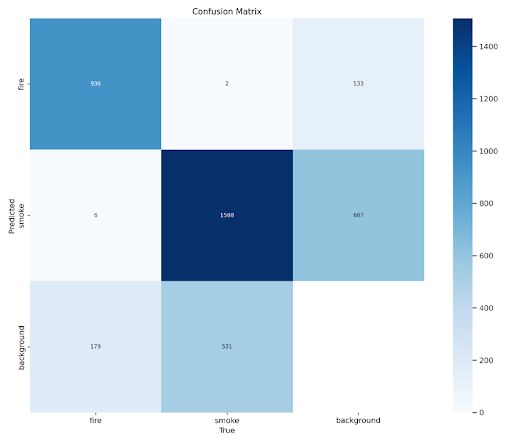 Confusion Matrix
fire
936
2
133
Predicted
smoke
6
1508
607
background
179
531
fire
smoke
background
True
1400
1200
1000
800
600
400
200
0